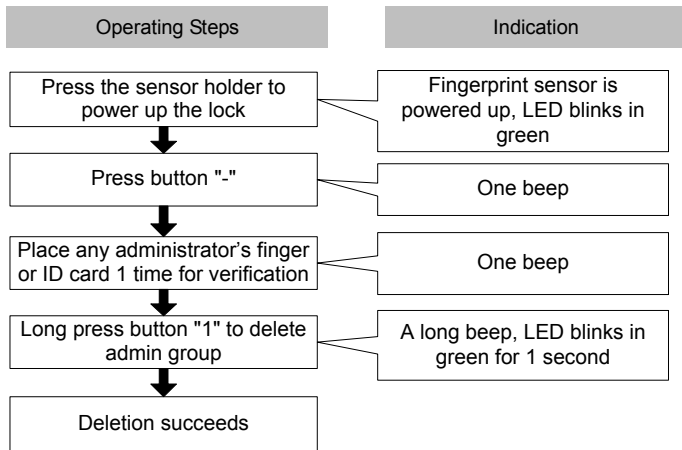 Operating Steps
Indication
Press the sensor holder to
power up the lock
Fingerprint sensor is
powered up, LED blinks in
green
Press button "-"
One beep
Place any administrator’s finger
or ID card 1 time for verification
One beep
Long press button "1" to delete
admin group
A long beep, LED blinks in
green for 1 second
Deletion succeeds